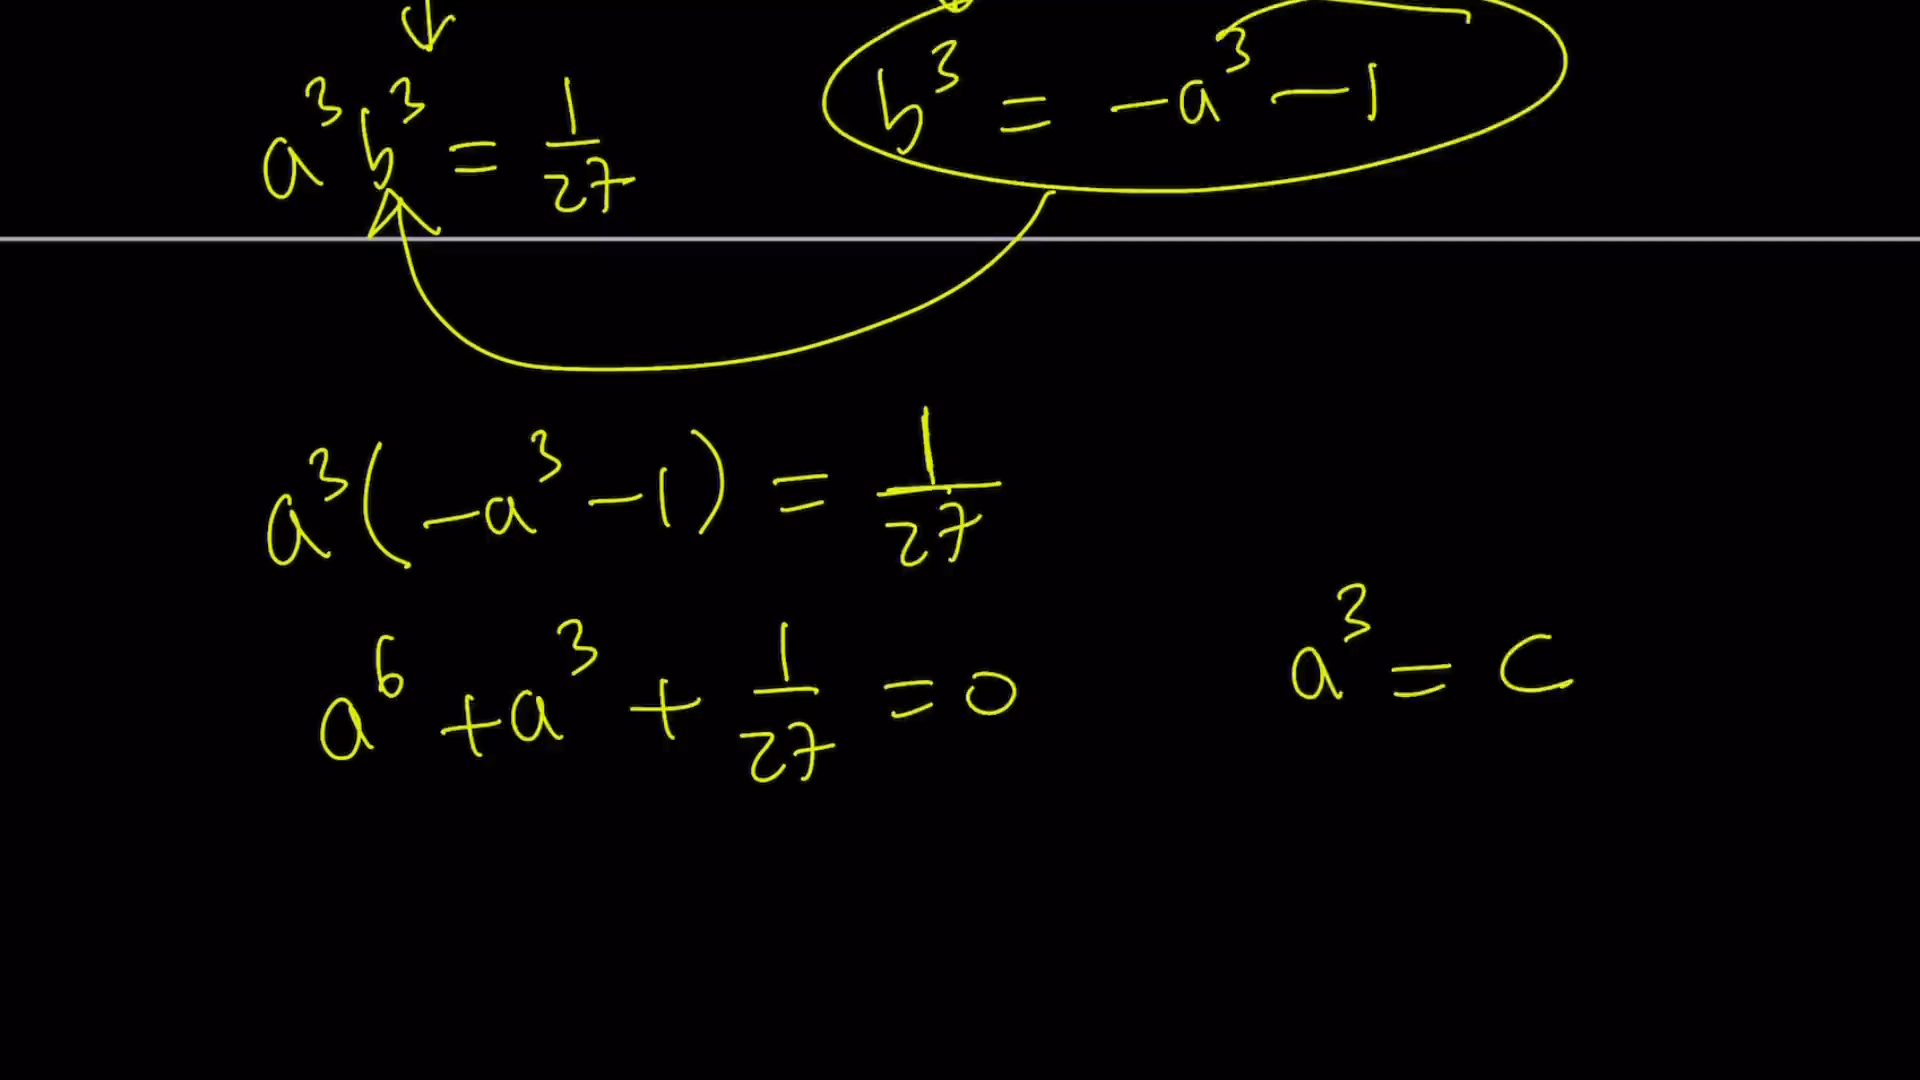 a³b³ = 1/27
b³ = -a³ - 1
a³(-a³ - 1) = 1/27
a⁶ + a³ + 1/27 = 0
a³ = c